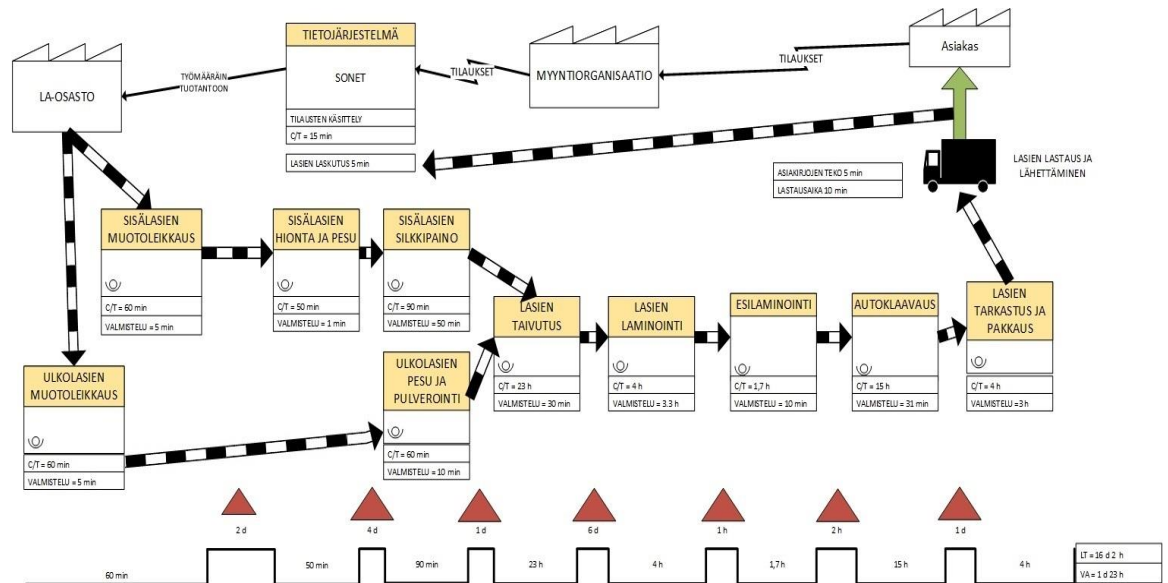 TIETOJÄRJESTELMÄ
SONET
TILAUSTEN KÄSITTELY
C/T = 15 min
LASIEN LASKUTUS 5 min
LA-OSASTO
TYÖMÄÄRÄIN
TUOTANTOON
TILAUKSET
MYYNTIORGANISAATIO
TILAUKSET
Asiakas
ASIAKIRJOJEN TEKO 5 min
LASTAUSAIKA 10 min
LASIEN LASTAUS JA
LÄHETTÄMINEN
SISÄLASIEN
MUOTOLEIKKAUS
C/T = 60 min
VALMISTELU = 5 min
SISÄLASIEN
HIONTA JA PESU
C/T = 50 min
VALMISTELU = 1 min
SISÄLASIEN
SILKKIPAINO
C/T = 90 min
VALMISTELU = 50 min
ULKOLASIEN
MUOTOLEIKKAUS
C/T = 60 min
VALMISTELU = 5 min
ULKOLASIEN
PESU JA
PULVEROINTI
C/T = 60 min
VALMISTELU = 10 min
LASIEN
TAIVUTUS
C/T = 23 h
VALMISTELU = 30 min
LASIEN
LAMINOINTI
C/T = 4 h
VALMISTELU = 3.3 h
ESILAMINOINTI
C/T = 1,7 h
VALMISTELU = 10 min
AUTOKLAAVAUS
C/T = 15 h
VALMISTELU = 31 min
LASIEN
TARKASTUS JA
PAKKAUS
C/T = 4 h
VALMISTELU =3 h
2 d
4 d
1 d
6 d
1 h
2 h
1 d
60 min
50 min
90 min
23 h
4 h
1,7 h
15 h
4 h
LT = 16 d 2 h
VA = 1 d 23 h